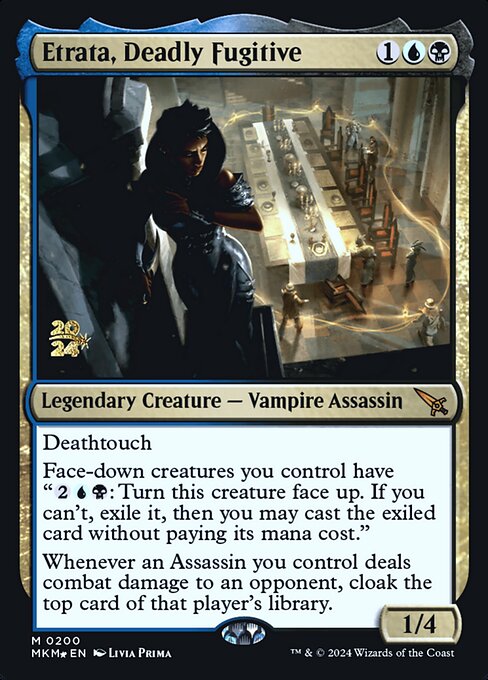 Etrata, Deadly Fugitive 1
20
24
Legendary Creature — Vampire Assassin
Deathtouch
Face-down creatures you control have
“2 : Turn this creature face up. If you
can't, exile it, then you may cast the exiled
card without paying its mana cost.”
Whenever an Assassin you control deals
combat damage to an opponent, cloak the
top card of that player's library.
1/4
M 0200
MKM★EN Livia Prima
™ & © 2024 Wizards of the Coast